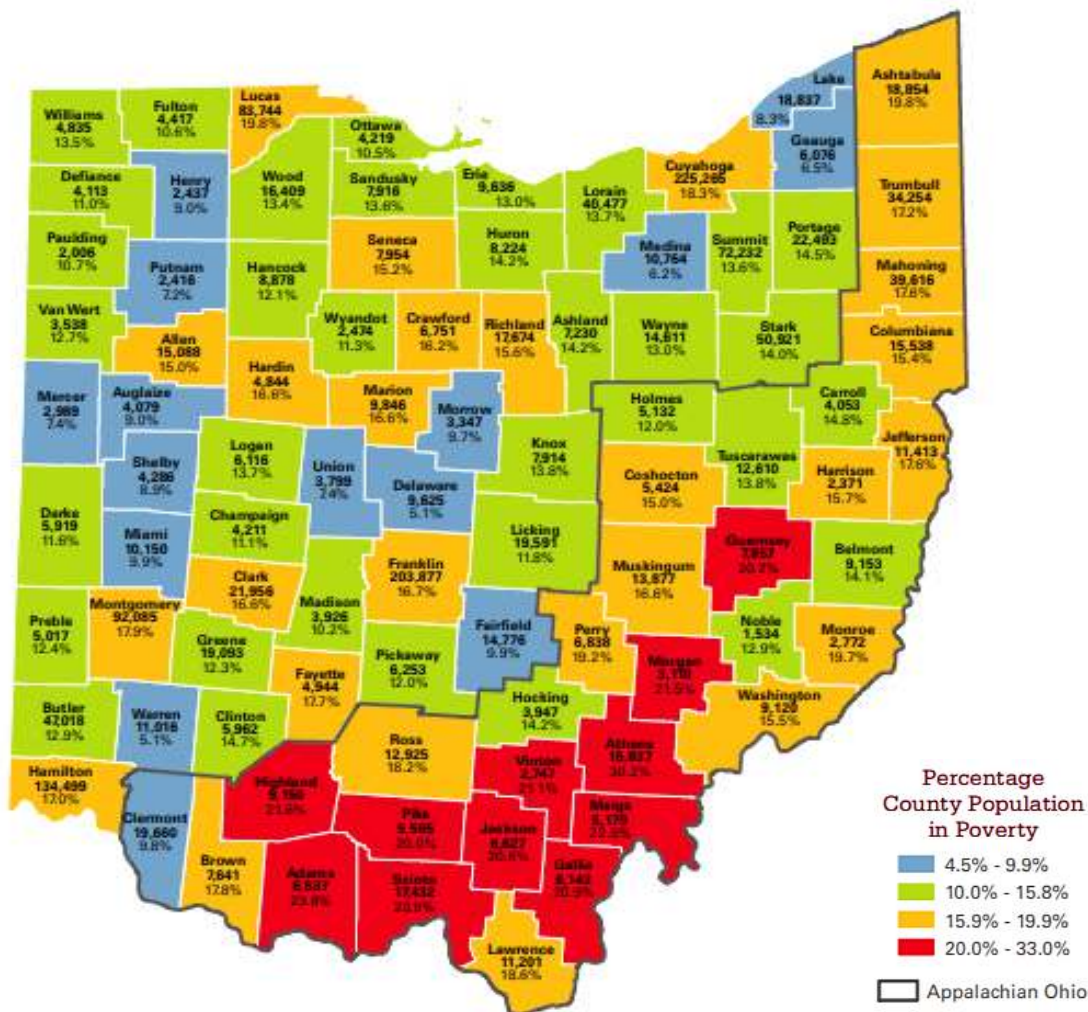 Lake
18,837
8.3%
Ashtabula
18,854
19.8%
Geauga
6,076
6.5%
Williams
4,835
13.5%
Fulton
4,417
10.6%
Lucas
83,744
19.8%
Ottawa
4,219
10.5%
Cuyahoga
225,265
18.3%
Trumbull
34,254
17.2%
Defiance
4,113
11.0%
Henry
2,437
9.0%
Wood
16,409
13.4%
Sandusky
7,916
13.6%
Erie
9,636
13.0%
Lorain
40,477
13.7%
Medina
10,764
6.2%
Summit
72,232
13.6%
Portage
22,493
14.5%
Paulding
2,006
10.7%
Putnam
2,416
7.2%
Hancock
8,878
12.1%
Seneca
7,954
15.2%
Huron
8,224
14.2%
Mahoning
39,616
17.6%
Van Wert
3,538
12.7%
Allen
15,088
15.0%
Wyandot
2,474
11.3%
Crawford
6,751
16.2%
Richland
17,674
15.6%
Ashland
7,230
14.2%
Wayne
14,611
13.0%
Stark
50,921
14.0%
Columbiana
15,538
15.4%
Mercer
2,989
7.4%
Auglaize
4,079
9.0%
Hardin
4,844
16.6%
Marion
9,846
16.6%
Morrow
3,347
9.7%
Holmes
5,132
12.0%
Carroll
4,053
14.8%
Jefferson
11,413
17.6%
Shelby
4,286
8.9%
Logan
6,116
13.7%
Union
3,799
7.4%
Delaware
9,625
5.1%
Knox
7,914
13.8%
Coshocton
5,424
15.0%
Tuscarawas
12,610
13.8%
Harrison
2,371
15.7%
Darke
5,919
11.6%
Miami
10,150
9.9%
Champaign
4,211
11.1%
Licking
19,591
11.8%
Guernsey
Belmont
9,153
14.1%
Clark
21,956
16.6%
Franklin
203,877
16.7%
Muskingum
13,877
16.6%
Preble
5,017
12.4%
Montgomery
92,085
17.9%
Greene
19,093
12.3%
Madison
3,926
10.2%
Fairfield
14,776
9.9%
Perry
6,838
19.2%
Morgan
Noble
1,534
12.9%
Monroe
2,772
19.7%
Pickaway
6,253
12.0%
Fayette
4,944
17.7%
Butler
47,018
12.9%
Warren
11,016
5.1%
Clinton
5,962
14.7%
Hocking
3,947
14.2%
Washington
9,120
15.5%
Ross
12,925
18.2%
Athens
Hamilton
134,499
17.0%
Highland
Vinton
Meigs
Clermont
19,660
9.8%
Pike
Jackson
Brown
7,641
17.8%
Adams
Scioto
Gallia
Lawrence
11,201
18.6%
Percentage
County Population
in Poverty
4.5% - 9.9%
10.0% - 15.8%
15.9% - 19.9%
20.0% - 33.0%
Appalachian Ohio